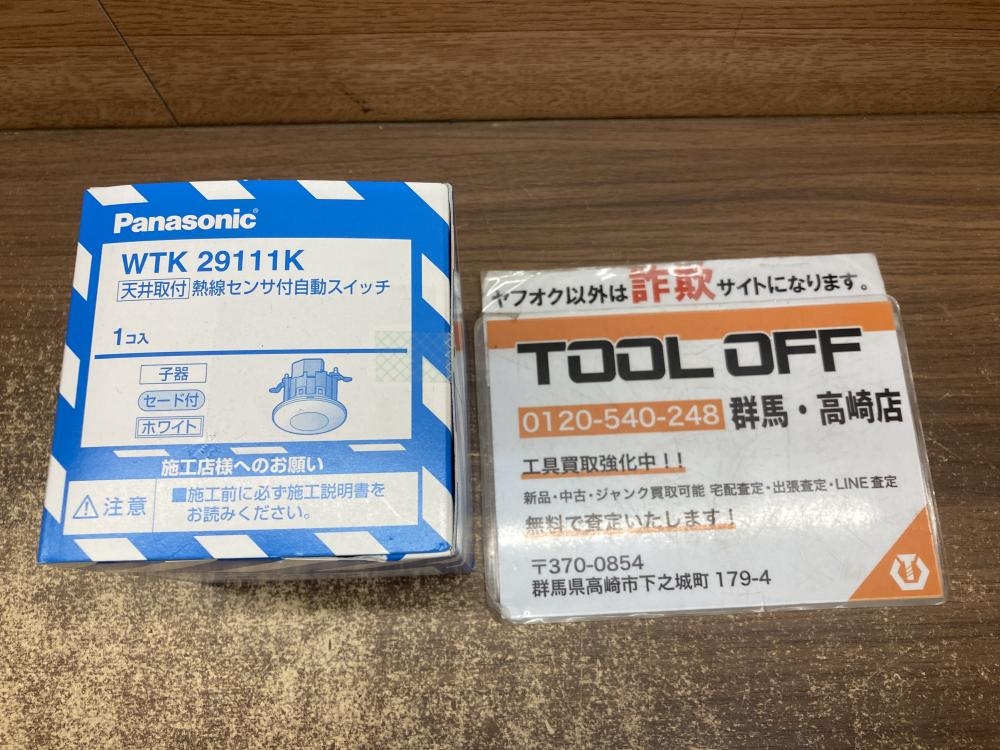 Panasonic
WTK 29111K
天井取付 熱線センサ付自動スイッチ
1コ入
子器
セード付
ホワイト
施工店様へのお願い
注意
■施工前に必ず施工説明書を
お読みください。
ヤフオク以外は詐欺サイトになります。
TOOL OFF
0120-540-248 群馬・高崎店
工具買取強化中!!
新品・中古・ジャンク買取可能 宅配査定・出張査定・LINE査定
無料で査定いたします!
〒370-0854
群馬県高崎市下之城町 179-4